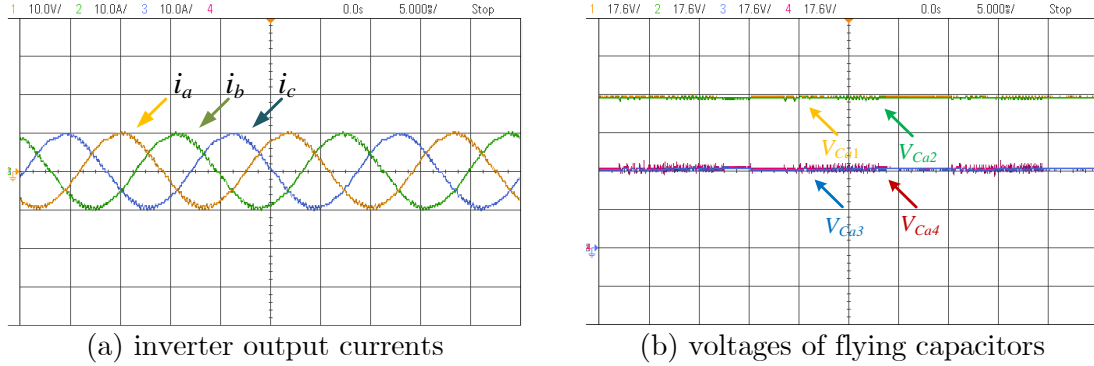 1 10.0V/ 2 10.0A/ 3 10.0A/ 4 0.0s 5.000ms/ Stop
i_a i_b i_c
(a) inverter output currents
1 17.6V/ 2 17.6V/ 3 17.6V/ 4 17.6V/ 0.0s 5.000ms/ Stop
V_Ca1 V_Ca2
V_Ca3 V_Ca4
(b) voltages of flying capacitors